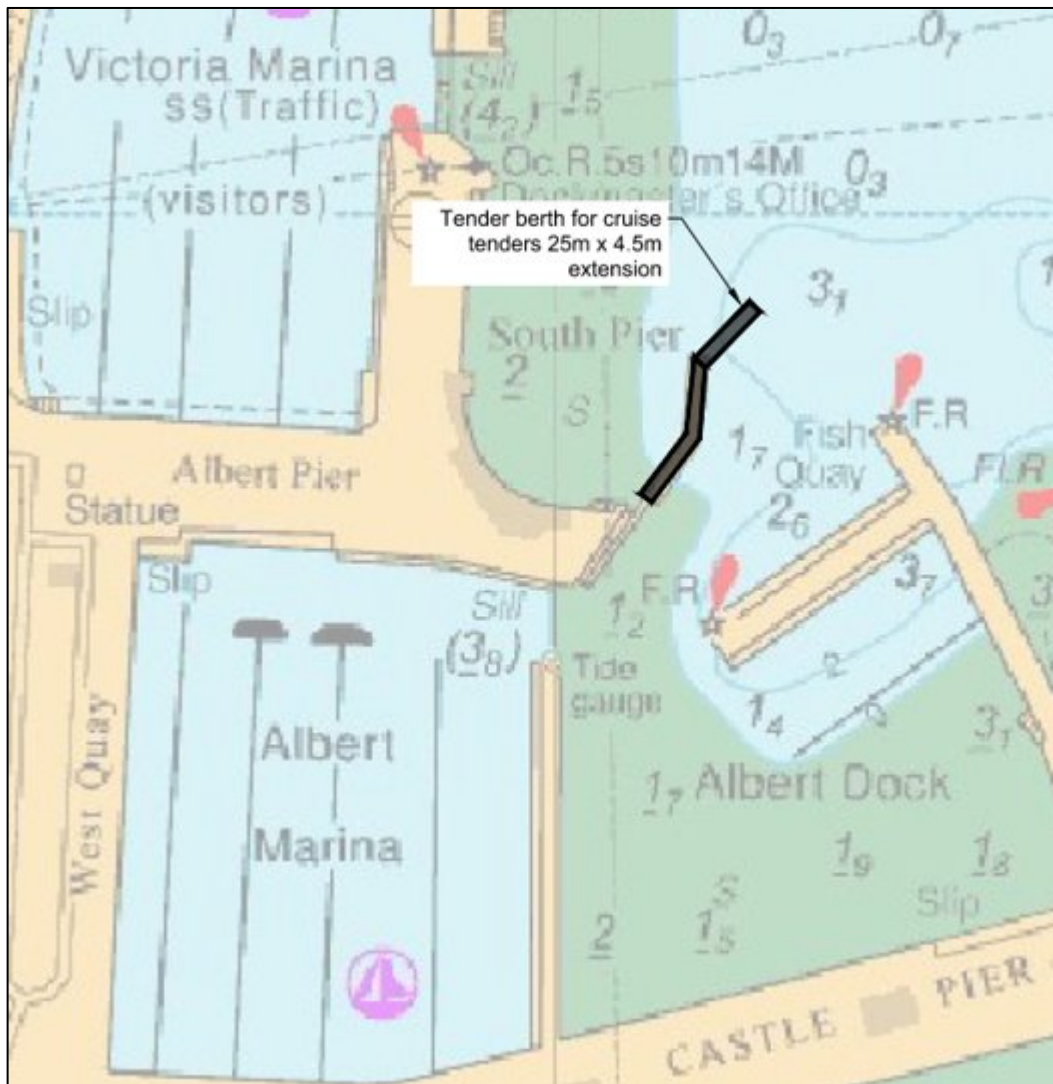 0₃
0₇
Victoria Marina
SS(Traffic)
Sill
(4₂)
1₅
Oc.R.5s10m14M
0₃
(visitors)
Dockmaster's Office
Tender berth for cruise
tenders 25m x 4.5m
extension
Slip
3₁
1
South Pier
2
S
F.R
1₇
Fish
Quay
Albert Pier
Fl.R
Statue
2₆
Slip
3₇
F.R
3
Sill
(3₈)
1₂
2
Tide
gauge
1₄
3₁
Albert
West Quay
1₇
Albert Dock
Marina
1₉
1₈
S
Slip
2
1₅
CASTLE PIER